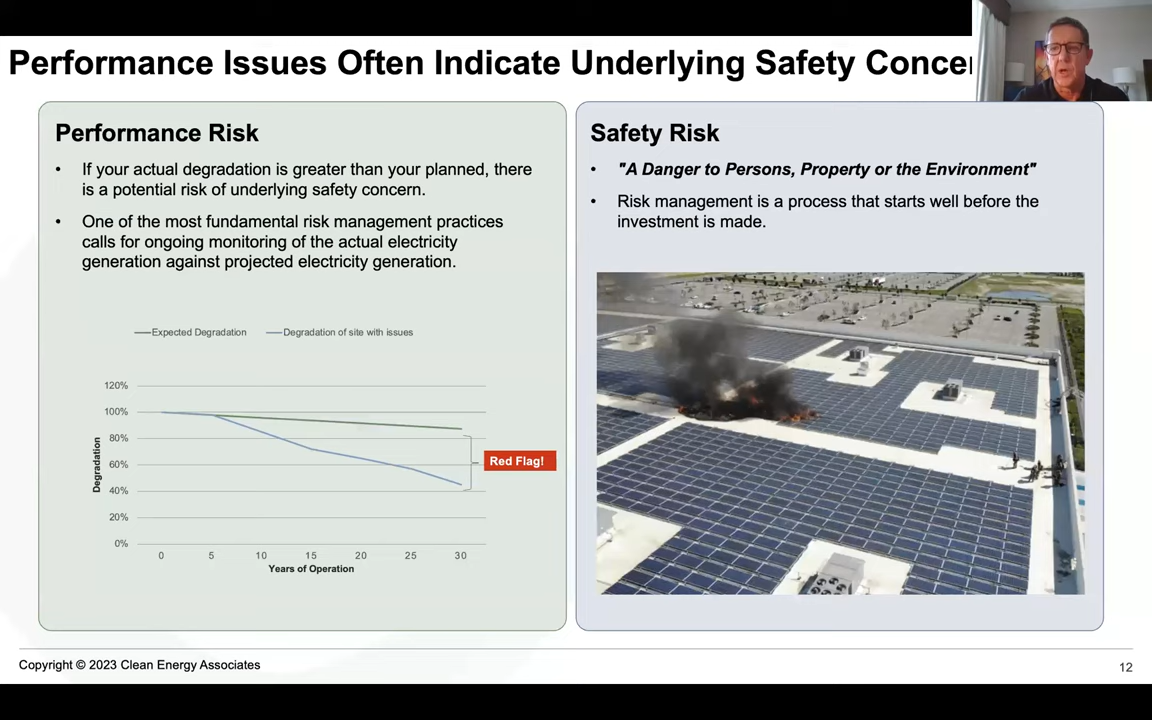 Performance Issues Often Indicate Underlying Safety Concer
Performance Risk
• If your actual degradation is greater than your planned, there
is a potential risk of underlying safety concern.
• One of the most fundamental risk management practices
calls for ongoing monitoring of the actual electricity
generation against projected electricity generation.
Expected Degradation
Degradation of site with issues
120%
100%
80%
60%
40%
20%
0%
Degradation
Red Flag!
0 5 10 15 20 25 30
Years of Operation
Safety Risk
• "A Danger to Persons, Property or the Environment"
• Risk management is a process that starts well before the
investment is made.
Copyright © 2023 Clean Energy Associates
12